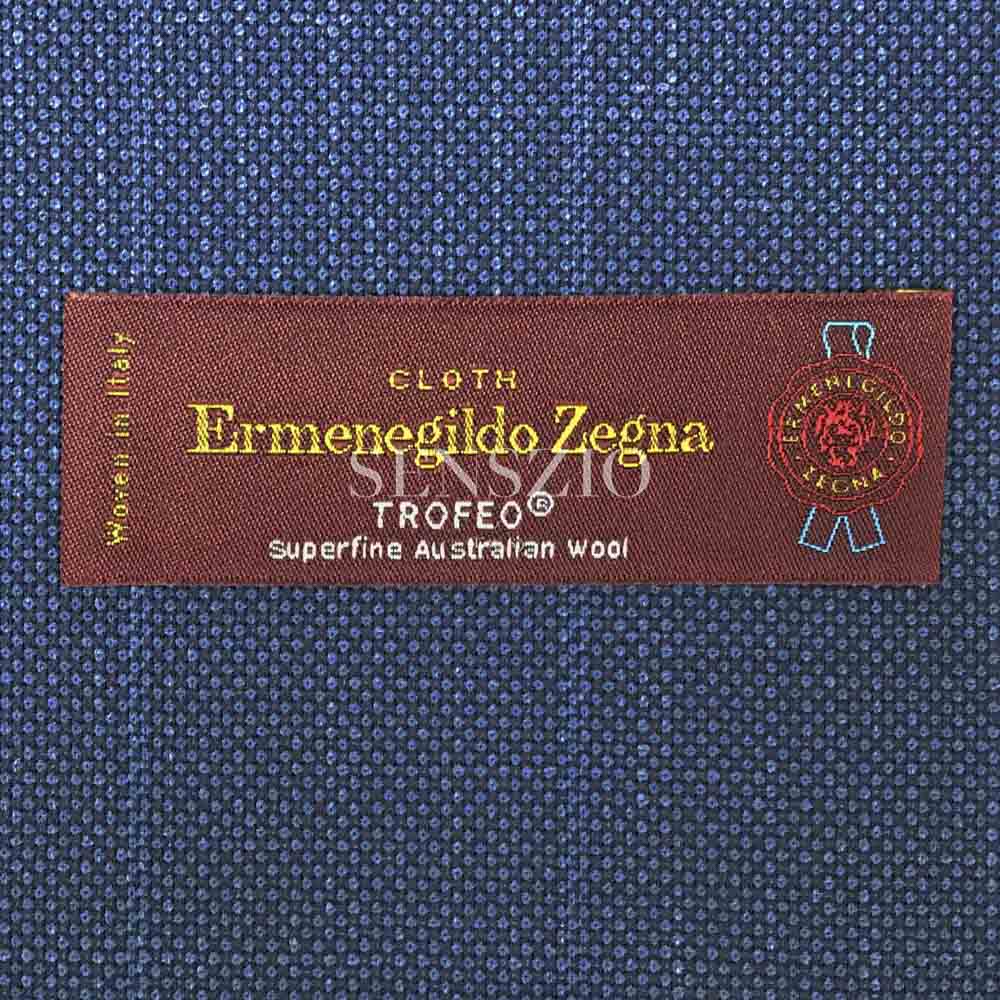 Woven in Italy
CLOTH
Ermenegildo Zegna
SENSZIO
TROFEO®
Superfine Australian Wool
ERMENEGILDO
· ZEGNA ·